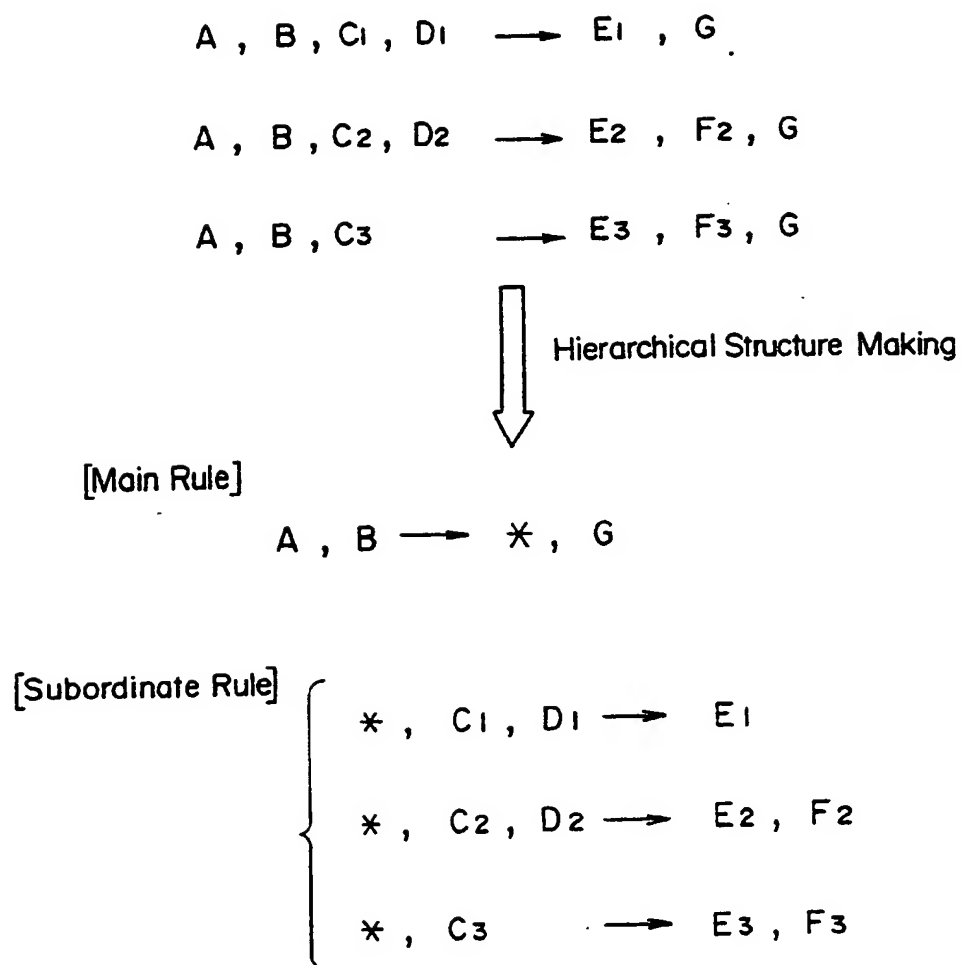 A , B , C1 , D1 → E1 , G
A , B , C2 , D2 → E2 , F2 , G
A , B , C3 → E3 , F3 , G
Hierarchical Structure Making
[Main Rule]
A , B → * , G
[Subordinate Rule]
* , C1 , D1 → E1
* , C2 , D2 → E2 , F2
* , C3 → E3 , F3